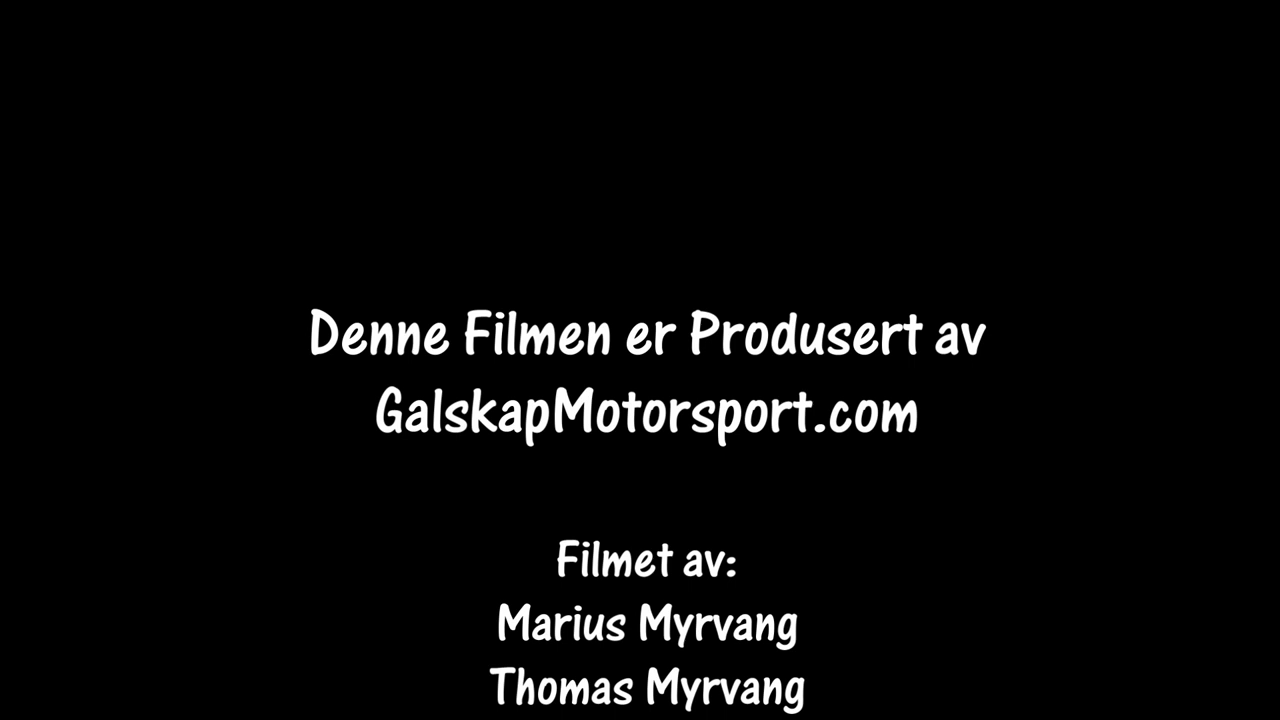 Denne Filmen er Produsert av
GalskapMotorsport.com
Filmet av:
Marius Myrvang
Thomas Myrvang